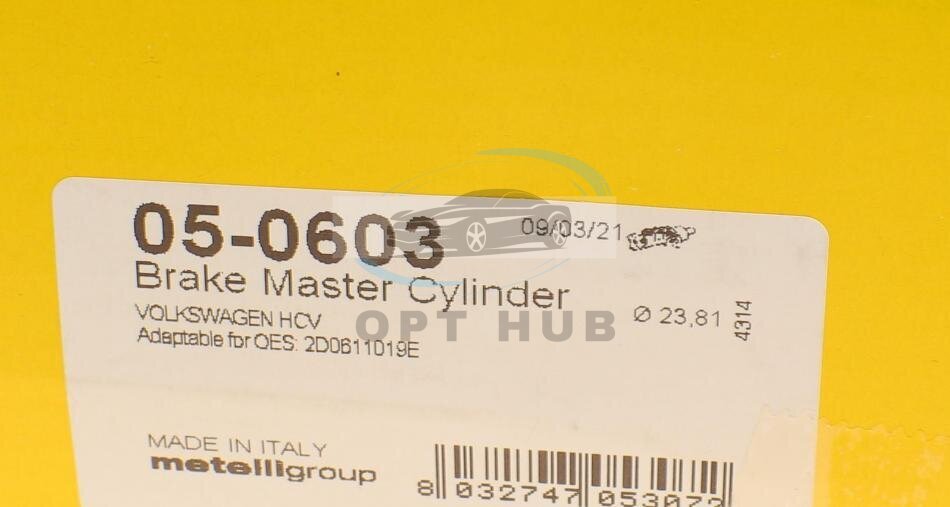 05-0603
09/03/21
Brake Master Cylinder
VOLKSWAGEN HCV
Ø 23,81
4314
Adaptable for OES: 2D0611019E
OPT HUB
MADE IN ITALY
metelligroup
8 032747 053072